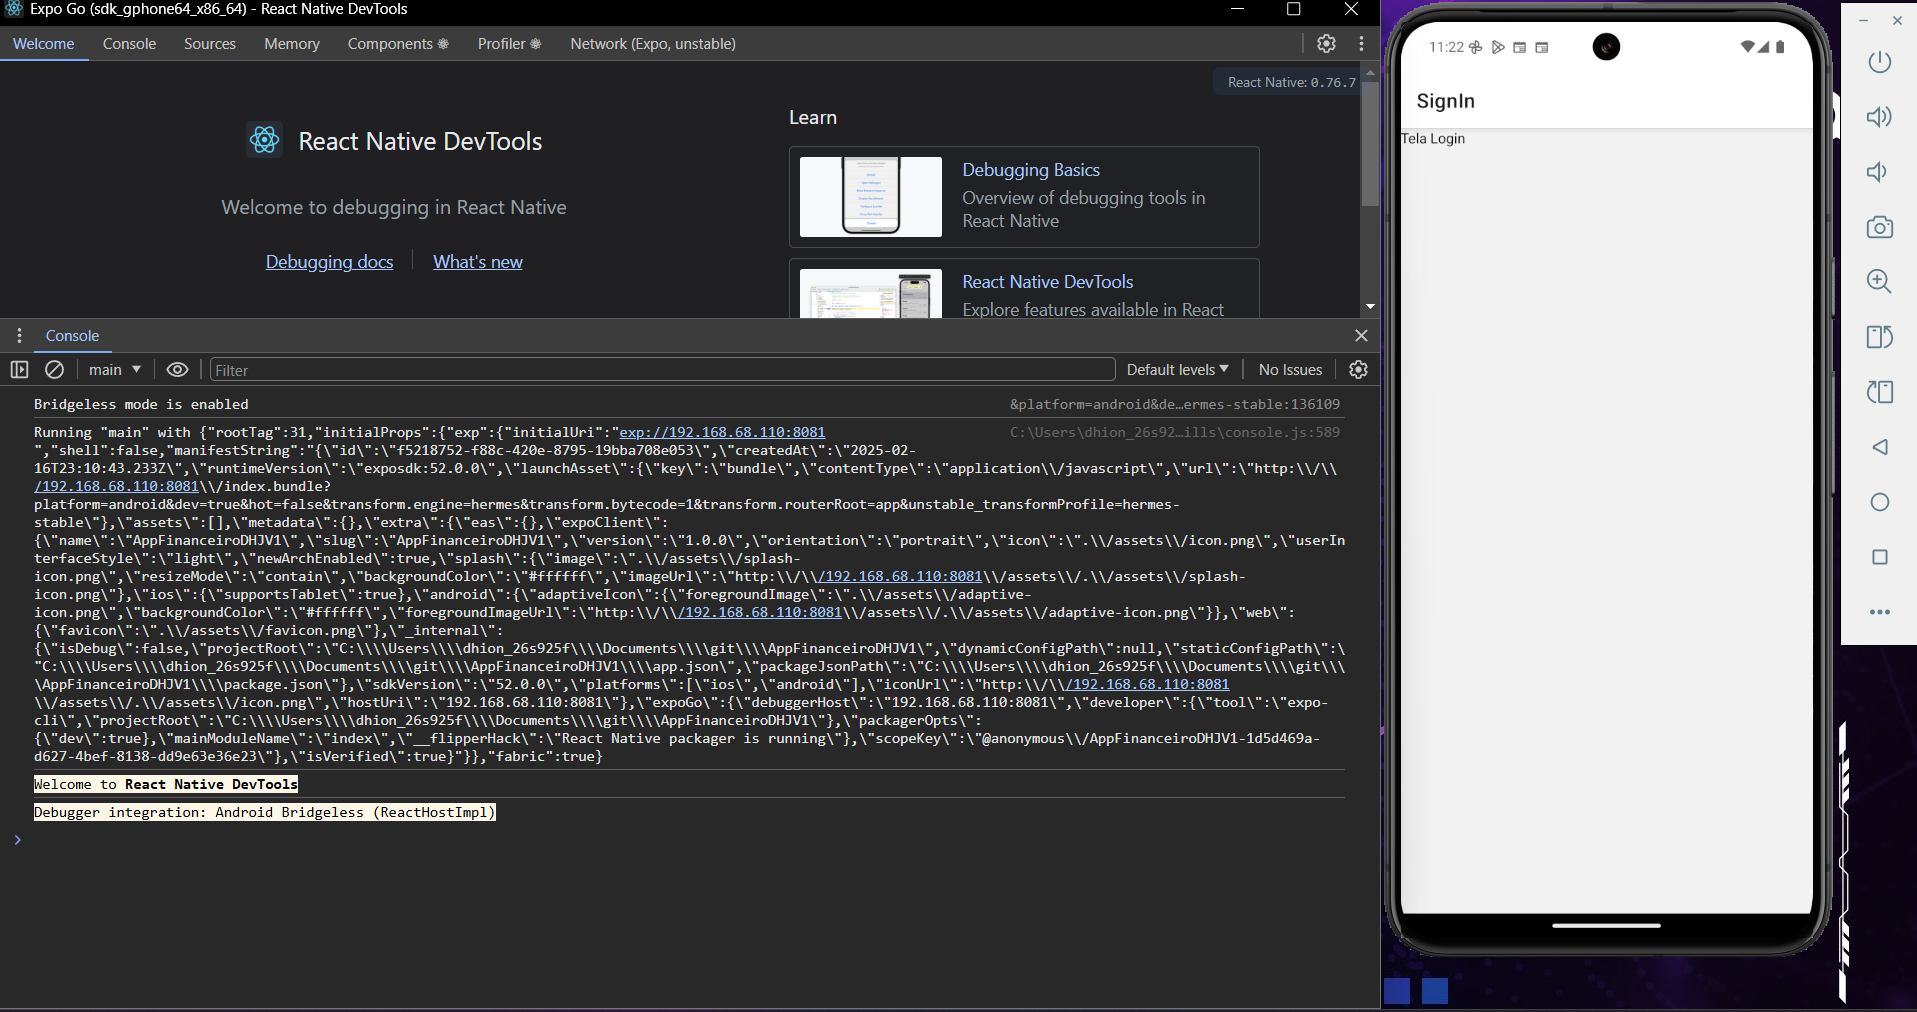 Expo Go (sdk_gphone64_x86_64) - React Native DevTools
Welcome Console Sources Memory Components Profiler Network (Expo, unstable)
React Native: 0.76.7
React Native DevTools
Welcome to debugging in React Native
Debugging docs What's new
Learn
Debugging Basics
Overview of debugging tools in
React Native
React Native DevTools
Explore features available in React
Console
main Filter Default levels No Issues
Bridgeless mode is enabled &platform=android&de…ermes-stable:136109
Running "main" with {"rootTag":31,"initialProps":{"exp":{"initialUri":"exp://192.168.68.110:8081 C:\Users\dhion_26s92…ills\console.js:589
","shell":false,"manifestString":"{\"id\":\"f5218752-f88c-420e-8795-19bba708e053\",\"createdAt\":\"2025-02-
16T23:10:43.233Z\",\"runtimeVersion\":\"exposdk:52.0.0\",\"launchAsset\":{\"key\":\"bundle\",\"contentType\":\"application\\/javascript\",\"url\":\"http:\\/\\
/192.168.68.110:8081\\/index.bundle?
platform=android&dev=true&hot=false&transform.engine=hermes&transform.bytecode=1&transform.routerRoot=app&unstable_transformProfile=hermes-
stable\"},\"assets\":[],\"metadata\":{},\"extra\":{\"eas\":{},\"expoClient\":
{\"name\":\"AppFinanceiroDHJV1\",\"slug\":\"AppFinanceiroDHJV1\",\"version\":\"1.0.0\",\"orientation\":\"portrait\",\"icon\":\".\\/assets\\/icon.png\",\"userIn
terfaceStyle\":\"light\",\"newArchEnabled\":true,\"splash\":{\"image\":\".\\/assets\\/splash-
icon.png\",\"resizeMode\":\"contain\",\"backgroundColor\":\"#ffffff\",\"imageUrl\":\"http:\\/\\/192.168.68.110:8081\\/assets\\/.\\/assets\\/splash-
icon.png\"},\"ios\":{\"supportsTablet\":true},\"android\":{\"adaptiveIcon\":{\"foregroundImage\":\".\\/assets\\/adaptive-
icon.png\",\"backgroundColor\":\"#ffffff\",\"foregroundImageUrl\":\"http:\\/\\/192.168.68.110:8081\\/assets\\/.\\/assets\\/adaptive-icon.png\"}},\"web\":
{\"favicon\":\".\\/assets\\/favicon.png\"},\"_internal\":
{\"isDebug\":false,\"projectRoot\":\"C:\\\\Users\\\\dhion_26s925f\\\\Documents\\\\git\\\\AppFinanceiroDHJV1\",\"dynamicConfigPath\":null,\"staticConfigPath\":\
"C:\\\\Users\\\\dhion_26s925f\\\\Documents\\\\git\\\\AppFinanceiroDHJV1\\\\app.json\",\"packageJsonPath\":\"C:\\\\Users\\\\dhion_26s925f\\\\Documents\\\\git\\\
\AppFinanceiroDHJV1\\\\package.json\"},\"sdkVersion\":\"52.0.0\",\"platforms\":[\"ios\",\"android\"],\"iconUrl\":\"http:\\/\\/192.168.68.110:8081
\\/assets\\/.\\/assets\\/icon.png\",\"hostUri\":\"192.168.68.110:8081\"},\"expoGo\":{\"debuggerHost\":\"192.168.68.110:8081\",\"developer\":{\"tool\":\"expo-
cli\",\"projectRoot\":\"C:\\\\Users\\\\dhion_26s925f\\\\Documents\\\\git\\\\AppFinanceiroDHJV1\"},\"packagerOpts\":
{\"dev\":true},\"mainModuleName\":\"index\",\"__flipperHack\":\"React Native packager is running\"},\"scopeKey\":\"@anonymous\\/AppFinanceiroDHJV1-1d5d469a-
d627-4bef-8138-dd9e63e36e23\"},\"isVerified\":true}"}},"fabric":true}
Welcome to React Native DevTools
Debugger integration: Android Bridgeless (ReactHostImpl)
11:22
SignIn
Tela Login